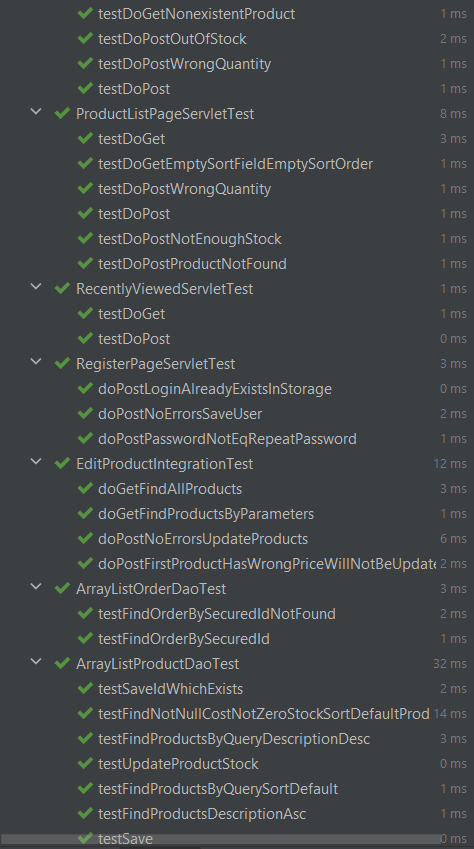 testDoGetNonexistentProduct 1 ms
testDoPostOutOfStock 2 ms
testDoPostWrongQuantity 1 ms
testDoPost 1 ms
ProductListPageServletTest 8 ms
testDoGet 3 ms
testDoGetEmptySortFieldEmptySortOrder 1 ms
testDoPostWrongQuantity 1 ms
testDoPost 1 ms
testDoPostNotEnoughStock 1 ms
testDoPostProductNotFound 1 ms
RecentlyViewedServletTest 1 ms
testDoGet 1 ms
testDoPost 0 ms
RegisterPageServletTest 3 ms
doPostLoginAlreadyExistsInStorage 0 ms
doPostNoErrorsSaveUser 2 ms
doPostPasswordNotEqRepeatPassword 1 ms
EditProductIntegrationTest 12 ms
doGetFindAllProducts 3 ms
doGetFindProductsByParameters 1 ms
doPostNoErrorsUpdateProducts 6 ms
doPostFirstProductHasWrongPriceWillNotBeUpdate 2 ms
ArrayListOrderDaoTest 3 ms
testFindOrderBySecuredIdNotFound 2 ms
testFindOrderBySecuredId 1 ms
ArrayListProductDaoTest 32 ms
testSaveIdWhichExists 2 ms
testFindNotNullCostNotZeroStockSortDefaultProd 14 ms
testFindProductsByQueryDescriptionDesc 3 ms
testUpdateProductStock 0 ms
testFindProductsByQuerySortDefault 1 ms
testFindProductsDescriptionAsc 1 ms
testSave 0 ms